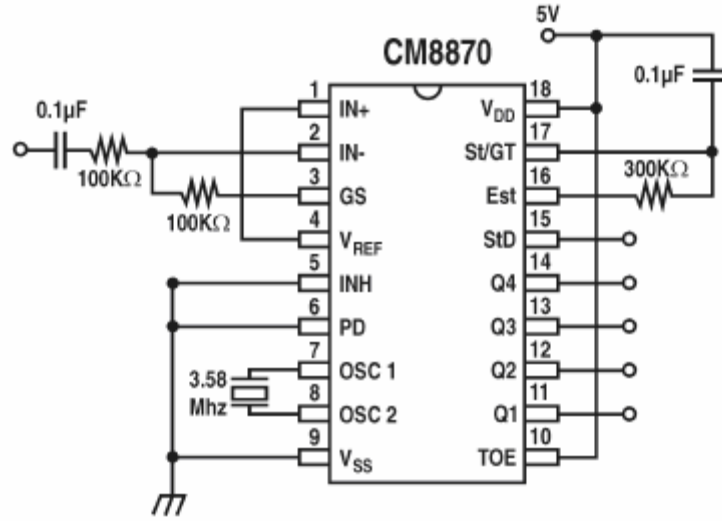 5V
CM8870
0.1µF
0.1µF
100KΩ
100KΩ
300KΩ
1 IN+
2 IN-
3 GS
4 VREF
5 INH
6 PD
7 OSC 1
8 OSC 2
9 VSS
3.58
Mhz
18 VDD
17 St/GT
16 Est
15 StD
14 Q4
13 Q3
12 Q2
11 Q1
10 TOE